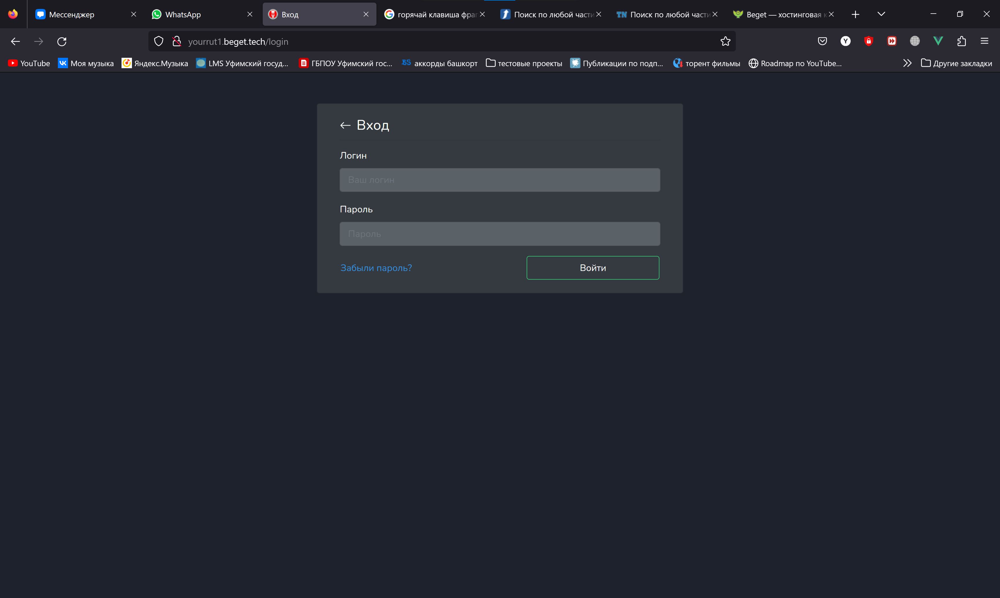 Мессенджер
WhatsApp
Вход
горячай клавиша фраг
Поиск по любой части
TN Поиск по любой части
Beget — хостинговая к
yourrut1.beget.tech/login
YouTube
Моя музыка
Яндекс.Музыка
LMS Уфимский госуд...
ГБПОУ Уфимский гос...
аккорды башкорт
тестовые проекты
Публикации по подп...
торент фильмы
Roadmap по YouTube...
Другие закладки
← Вход
Логин
Ваш логин
Пароль
Пароль
Забыли пароль?
Войти